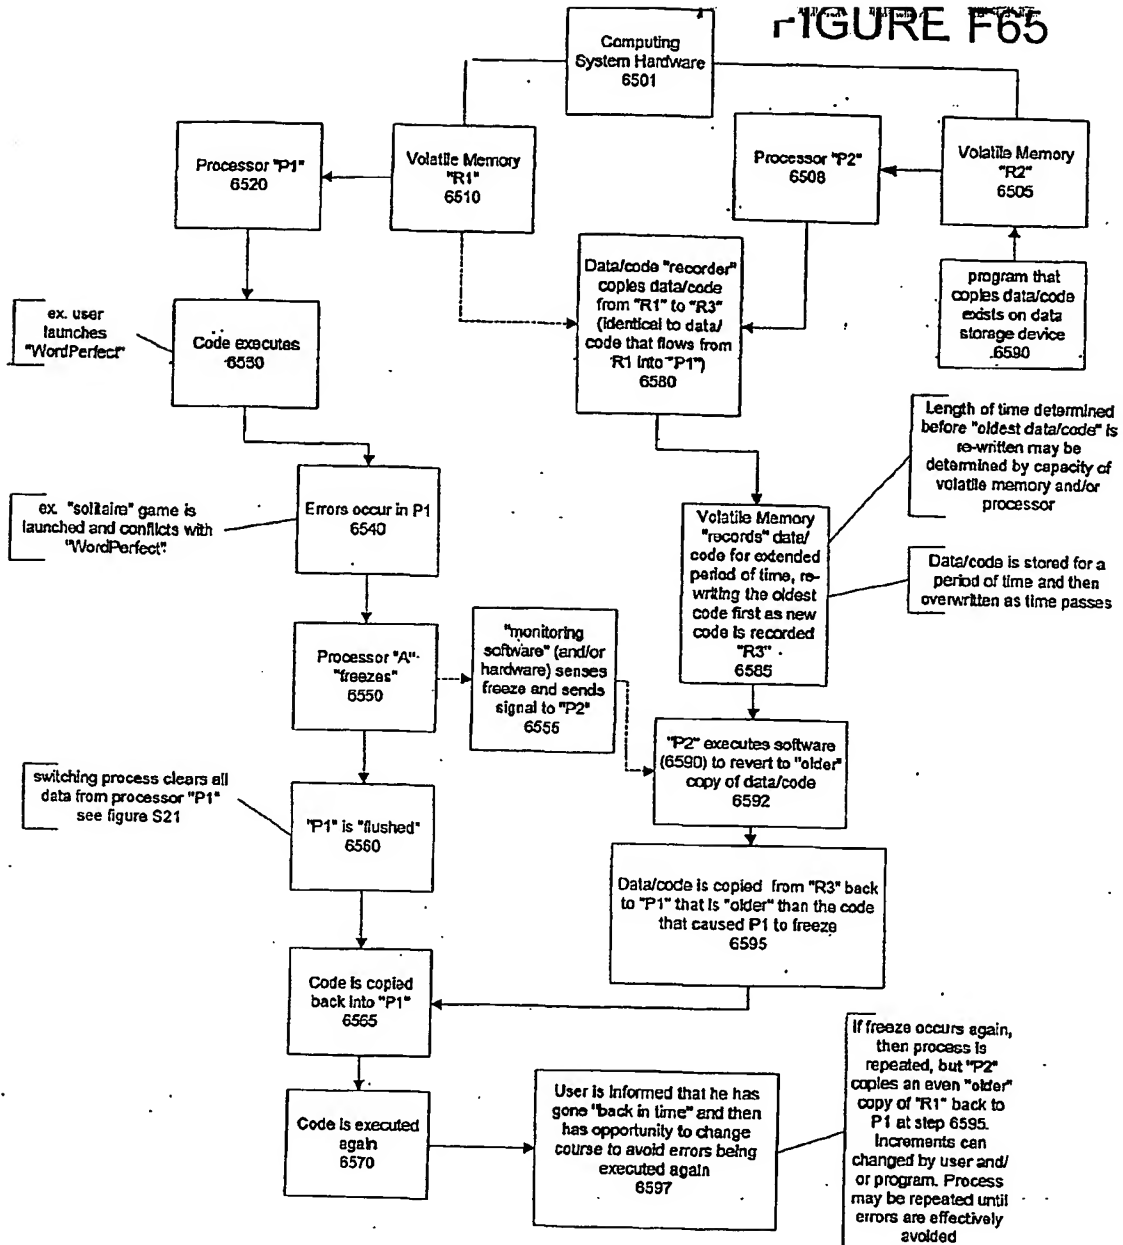 FIGURE F65
Computing
System Hardware
6501
Processor "P1"
6520
Volatile Memory
"R1"
6510
Processor "P2"
6508
Volatile Memory
"R2"
6505
Data/code "recorder"
copies data/code
from "R1" to "R3"
(identical to data/
code that flows from
R1 into "P1")
6580
program that
copies data/code
exists on data
storage device
6590
ex. user
launches
"WordPerfect"
Code executes
6530
Length of time determined
before "oldest data/code" is
re-written may be
determined by capacity of
volatile memory and/or
processor
ex. "solitaire" game is
launched and conflicts with
"WordPerfect".
Errors occur in P1
6540
Volatile Memory
"records" data/
code for extended
period of time, re-
writing the oldest
code first as new
code is recorded
"R3"
6585
Data/code is stored for a
period of time and then
overwritten as time passes
Processor "A"
"freezes"
6550
"monitoring
software" (and/or
hardware) senses
freeze and sends
signal to "P2"
6555
"P2" executes software
(6590) to revert to "older"
copy of data/code
6592
switching process clears all
data from processor "P1"
see figure S21
"P1" is "flushed"
6560
Data/code is copied from "R3" back
to "P1" that is "older" than the code
that caused P1 to freeze
6595
Code is copied
back into "P1"
6565
Code is executed
again
6570
User is informed that he has
gone "back in time" and then
has opportunity to change
course to avoid errors being
executed again
6597
If freeze occurs again,
then process is
repeated, but "P2"
copies an even "older"
copy of "R1" back to
P1 at step 6595.
Increments can
changed by user and/
or program. Process
may be repeated until
errors are effectively
avoided